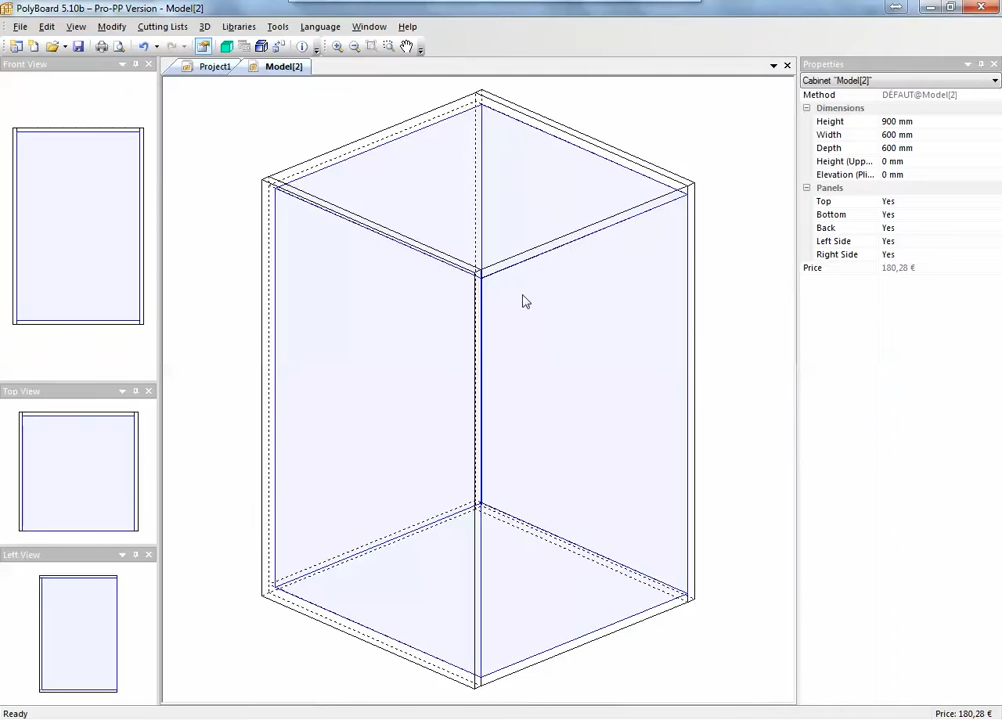 PolyBoard 5.10b – Pro-PP Version - Model[2]
File Edit View Modify Cutting Lists 3D Libraries Tools Language Window Help
Front View
Project1 Model[2]
Properties
Cabinet "Model[2]"
Method DÉFAUT@Model[2]
Dimensions
Height 900 mm
Width 600 mm
Depth 600 mm
Height (Upp... 0 mm
Elevation (Pli... 0 mm
Panels
Top Yes
Bottom Yes
Back Yes
Left Side Yes
Right Side Yes
Price 180,28 €
Top View
Left View
Ready
Price: 180,28 €